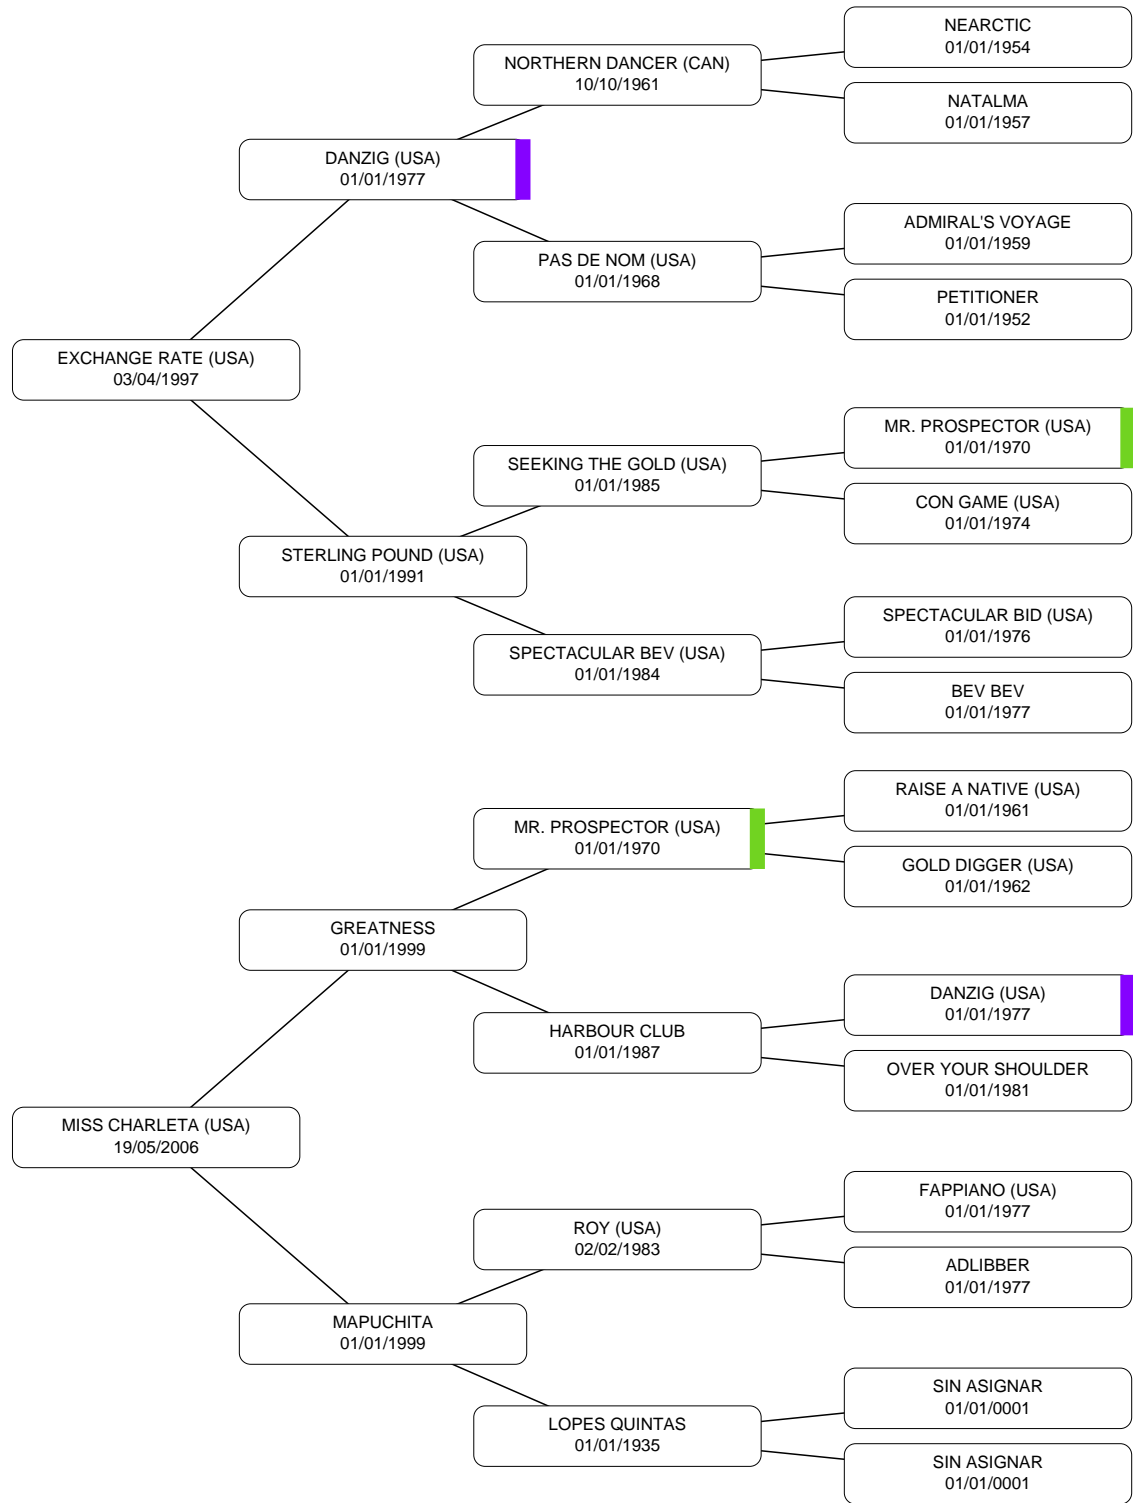 NEARCTIC
01/01/1954
NORTHERN DANCER (CAN)
10/10/1961
NATALMA
01/01/1957
DANZIG (USA)
01/01/1977
ADMIRAL'S VOYAGE
01/01/1959
PAS DE NOM (USA)
01/01/1968
PETITIONER
01/01/1952
EXCHANGE RATE (USA)
03/04/1997
MR. PROSPECTOR (USA)
01/01/1970
SEEKING THE GOLD (USA)
01/01/1985
CON GAME (USA)
01/01/1974
STERLING POUND (USA)
01/01/1991
SPECTACULAR BID (USA)
01/01/1976
SPECTACULAR BEV (USA)
01/01/1984
BEV BEV
01/01/1977
RAISE A NATIVE (USA)
01/01/1961
MR. PROSPECTOR (USA)
01/01/1970
GOLD DIGGER (USA)
01/01/1962
GREATNESS
01/01/1999
DANZIG (USA)
01/01/1977
HARBOUR CLUB
01/01/1987
OVER YOUR SHOULDER
01/01/1981
MISS CHARLETA (USA)
19/05/2006
FAPPIANO (USA)
01/01/1977
ROY (USA)
02/02/1983
ADLIBBER
01/01/1977
MAPUCHITA
01/01/1999
SIN ASIGNAR
01/01/0001
LOPES QUINTAS
01/01/1935
SIN ASIGNAR
01/01/0001